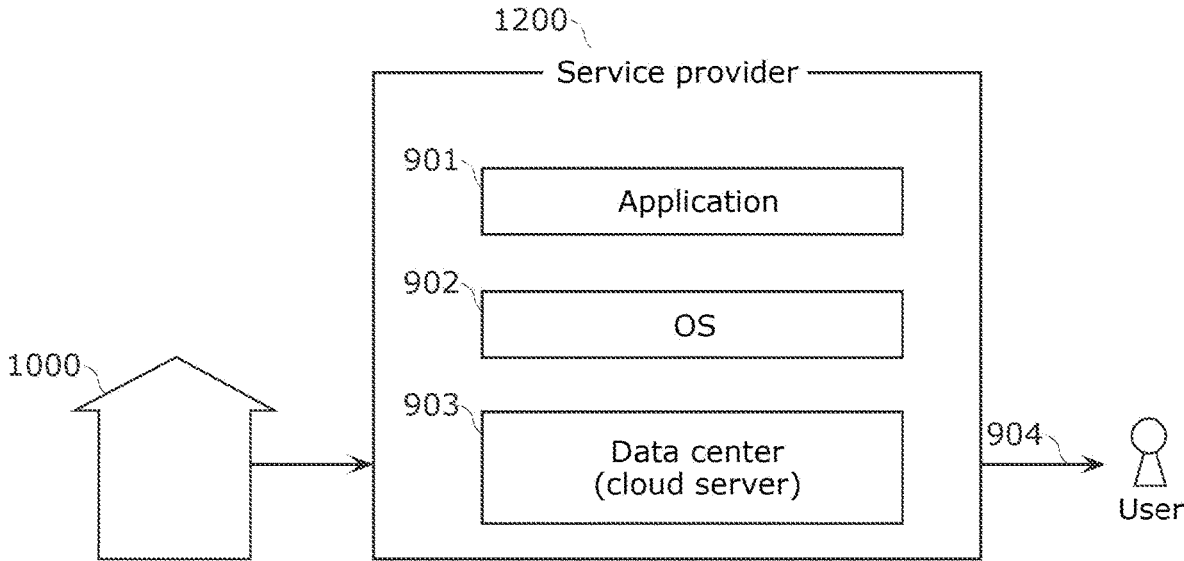 1200
Service provider
901
Application
902
OS
1000
903
Data center
(cloud server)
904
User